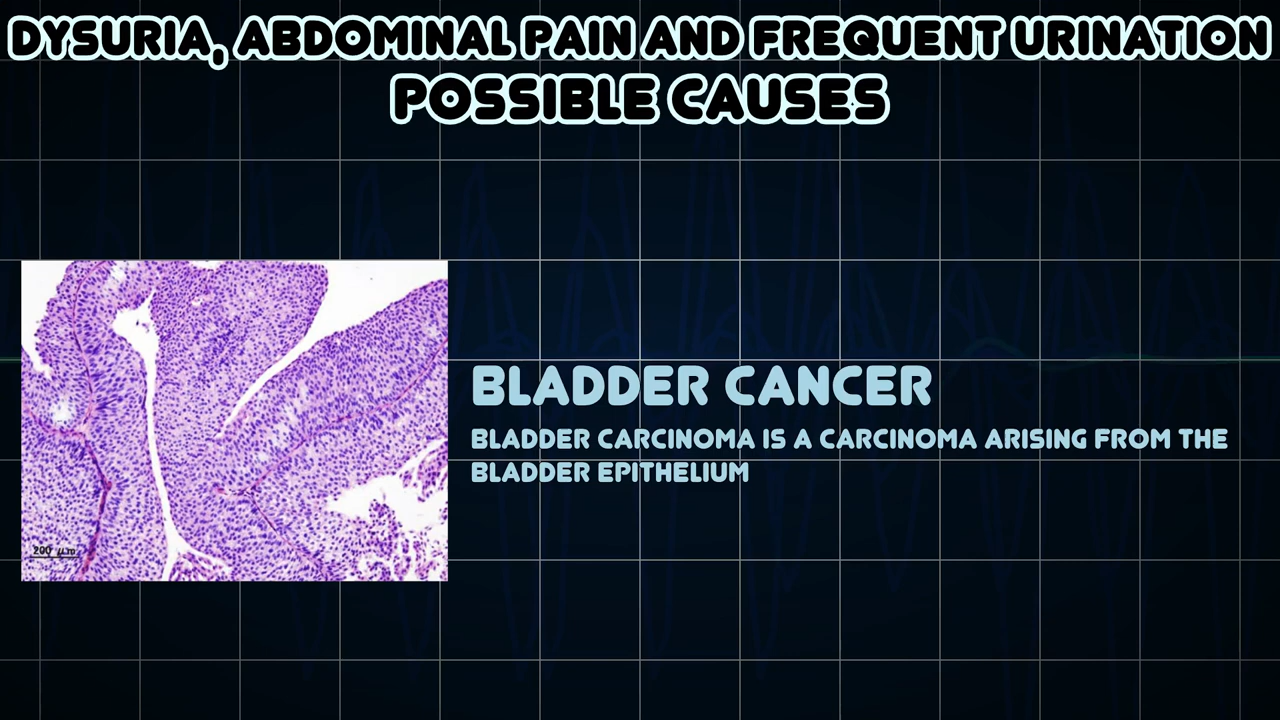 DYSURIA, ABDOMINAL PAIN AND FREQUENT URINATION
POSSIBLE CAUSES
BLADDER CANCER
BLADDER CARCINOMA IS A CARCINOMA ARISING FROM THE
BLADDER EPITHELIUM
200 μm